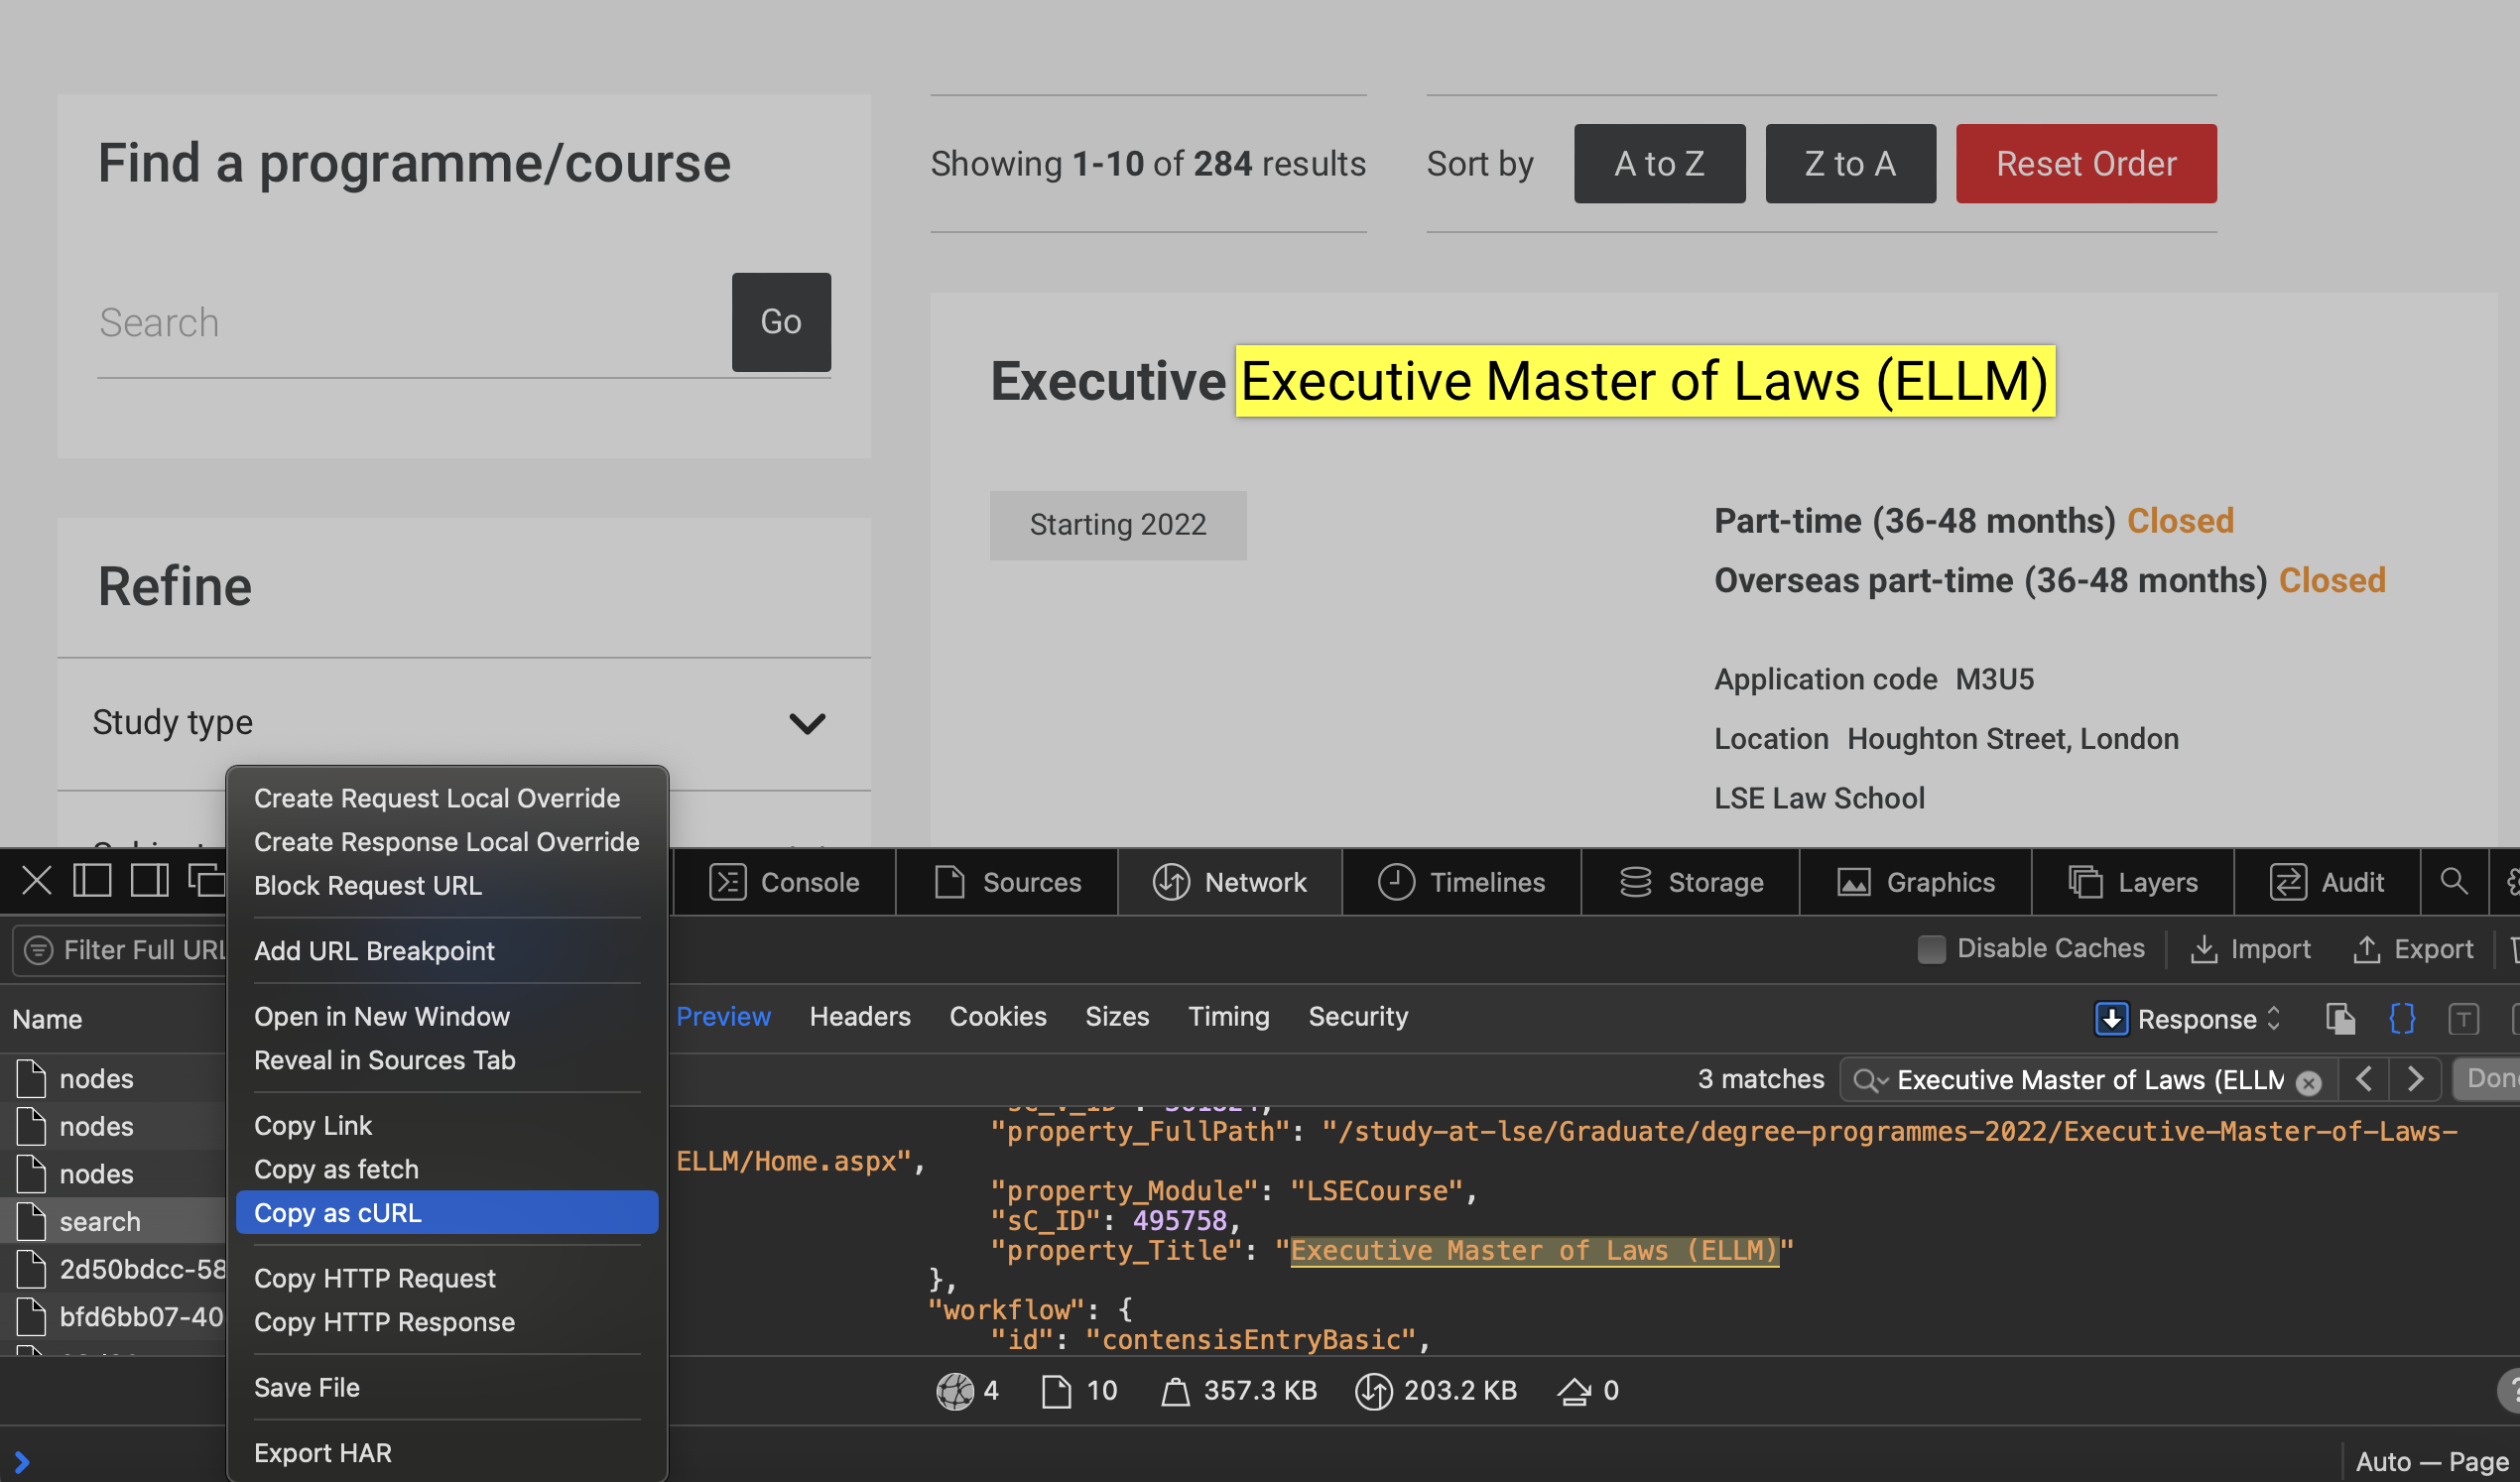 Find a programme/course
Search
Go
Showing 1-10 of 284 results
Sort by
A to Z
Z to A
Reset Order
Executive Executive Master of Laws (ELLM)
Starting 2022
Part-time (36-48 months) Closed
Overseas part-time (36-48 months) Closed
Application code M3U5
Location Houghton Street, London
LSE Law School
Refine
Study type
Create Request Local Override
Create Response Local Override
Block Request URL
Add URL Breakpoint
Open in New Window
Reveal in Sources Tab
Copy Link
Copy as fetch
Copy as cURL
Copy HTTP Request
Copy HTTP Response
Save File
Export HAR
Console
Sources
Network
Timelines
Storage
Graphics
Layers
Audit
Filter Full URL
Disable Caches
Import
Export
Name
nodes
nodes
nodes
search
2d50bdcc-58
bfd6bb07-40
Preview
Headers
Cookies
Sizes
Timing
Security
Response
3 matches
Executive Master of Laws (ELLM
"property_FullPath": "/study-at-lse/Graduate/degree-programmes-2022/Executive-Master-of-Laws-
ELLM/Home.aspx",
"property_Module": "LSECourse",
"sC_ID": 495758,
"property_Title": "Executive Master of Laws (ELLM)"
},
"workflow": {
"id": "contensisEntryBasic",
4
10
357.3 KB
203.2 KB
0
Auto — Page